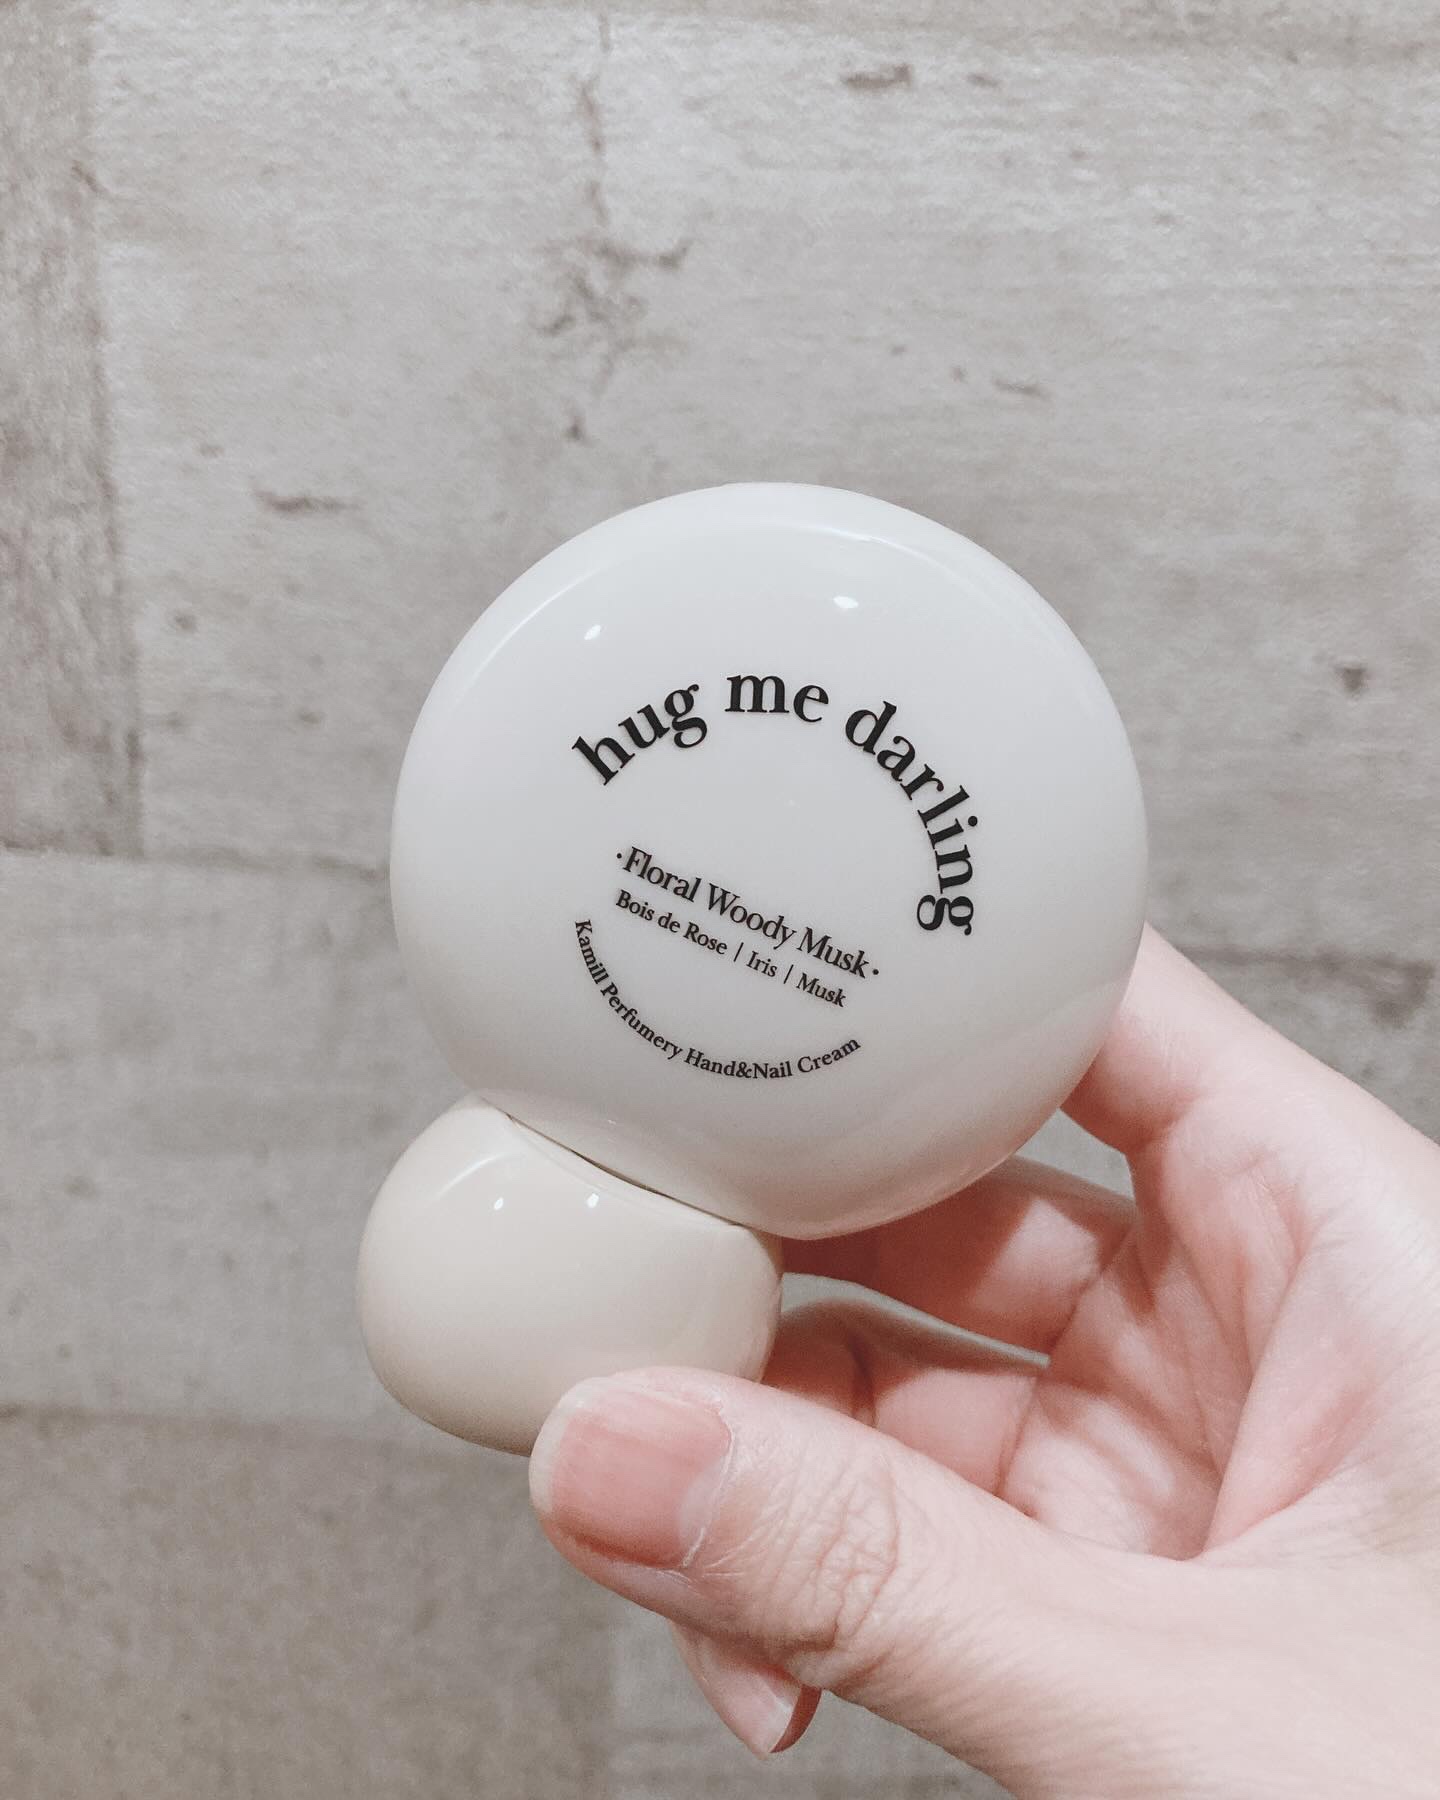 hug me darling
·Floral Woody Musk·
Bois de Rose | Iris | Musk
Kamill Perfumery Hand&Nail Cream